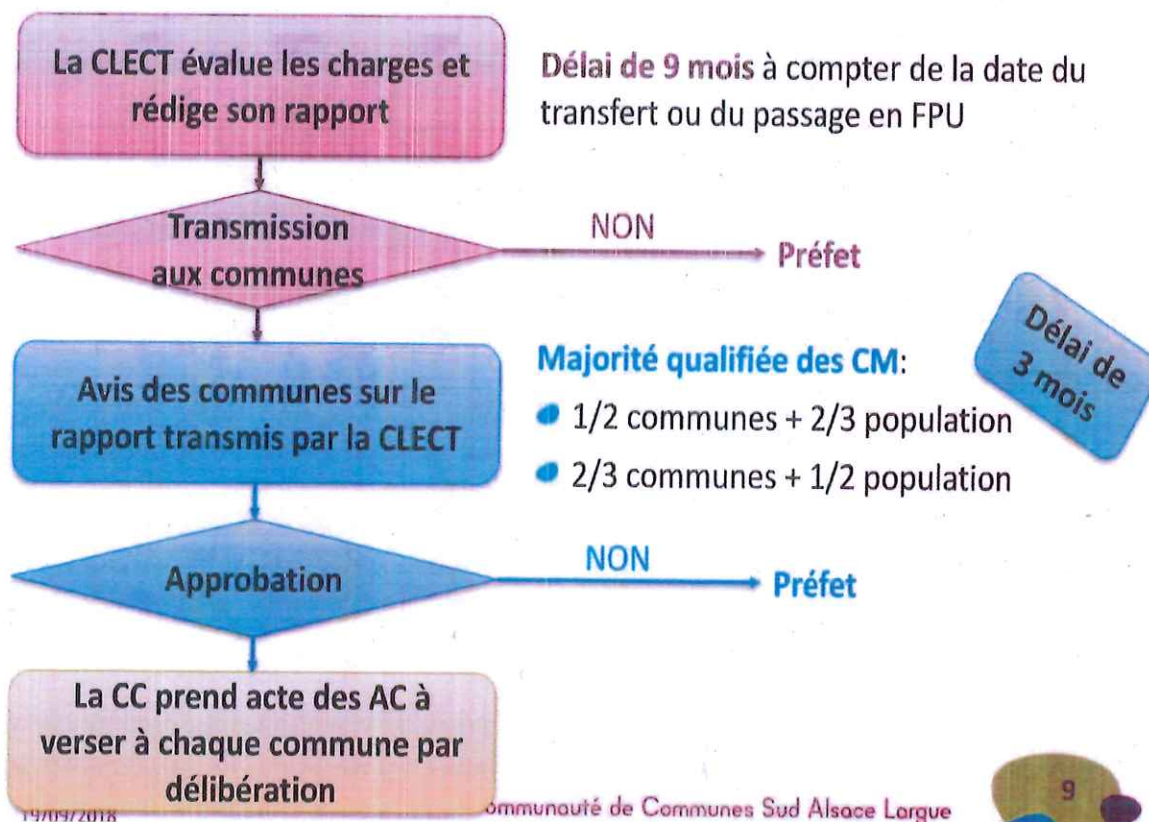 La CLECT évalue les charges et
rédige son rapport
Délai de 9 mois à compter de la date du
transfert ou du passage en FPU
Transmission
aux communes
NON
Préfet
Avis des communes sur le
rapport transmis par la CLECT
Majorité qualifiée des CM:
1/2 communes + 2/3 population
2/3 communes + 1/2 population
Délai de
3 mois
Approbation
NON
Préfet
La CC prend acte des AC à
verser à chaque commune par
délibération
19/09/2018
ommunauté de Communes Sud Alsace Largue
9